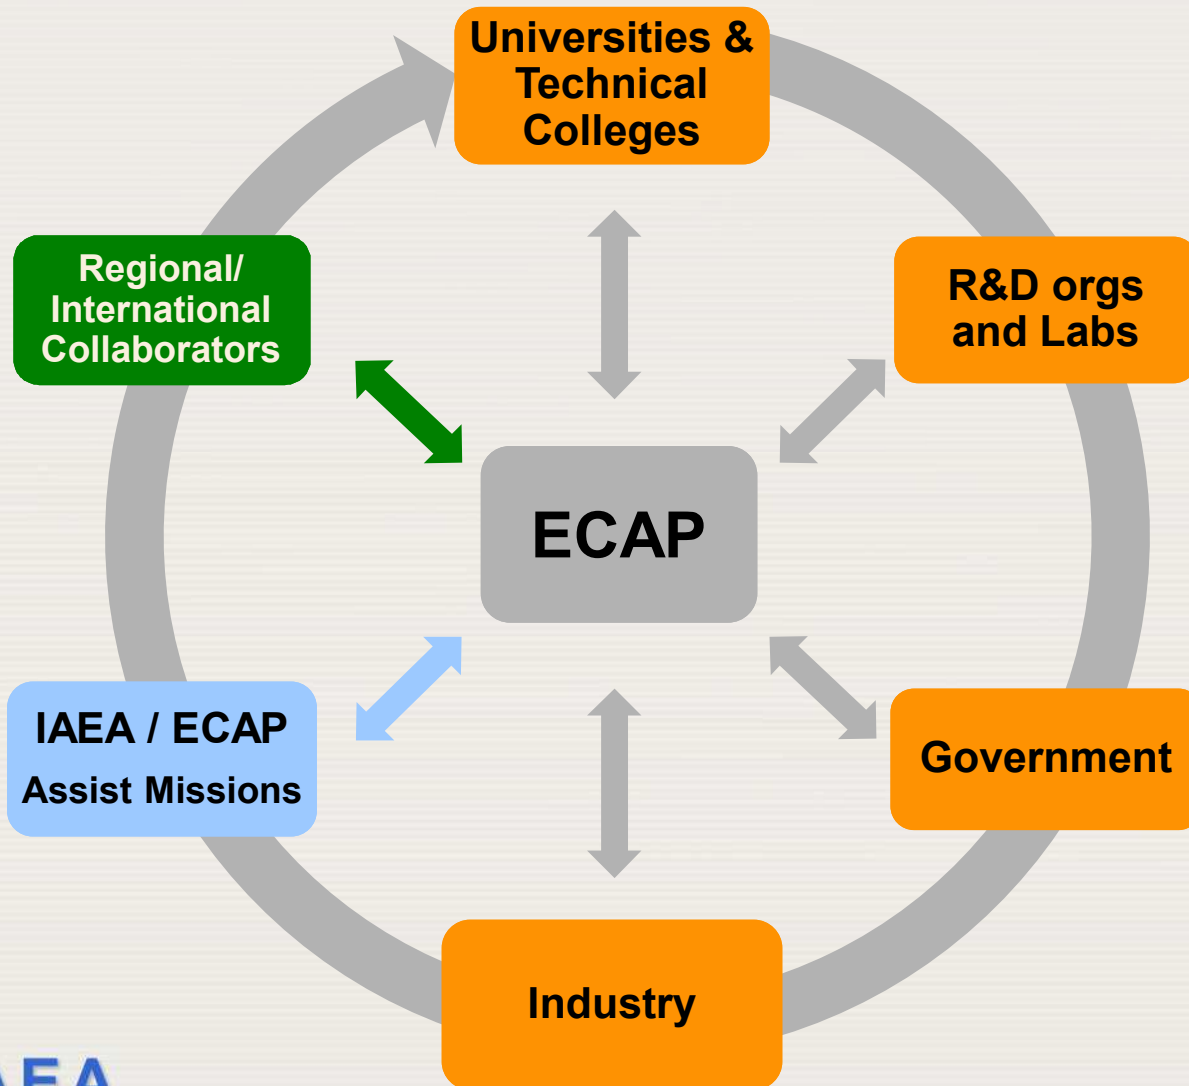 Universities &
Technical
Colleges
Regional/
International
Collaborators
R&D orgs
and Labs
ECAP
IAEA / ECAP
Assist Missions
Government
Industry